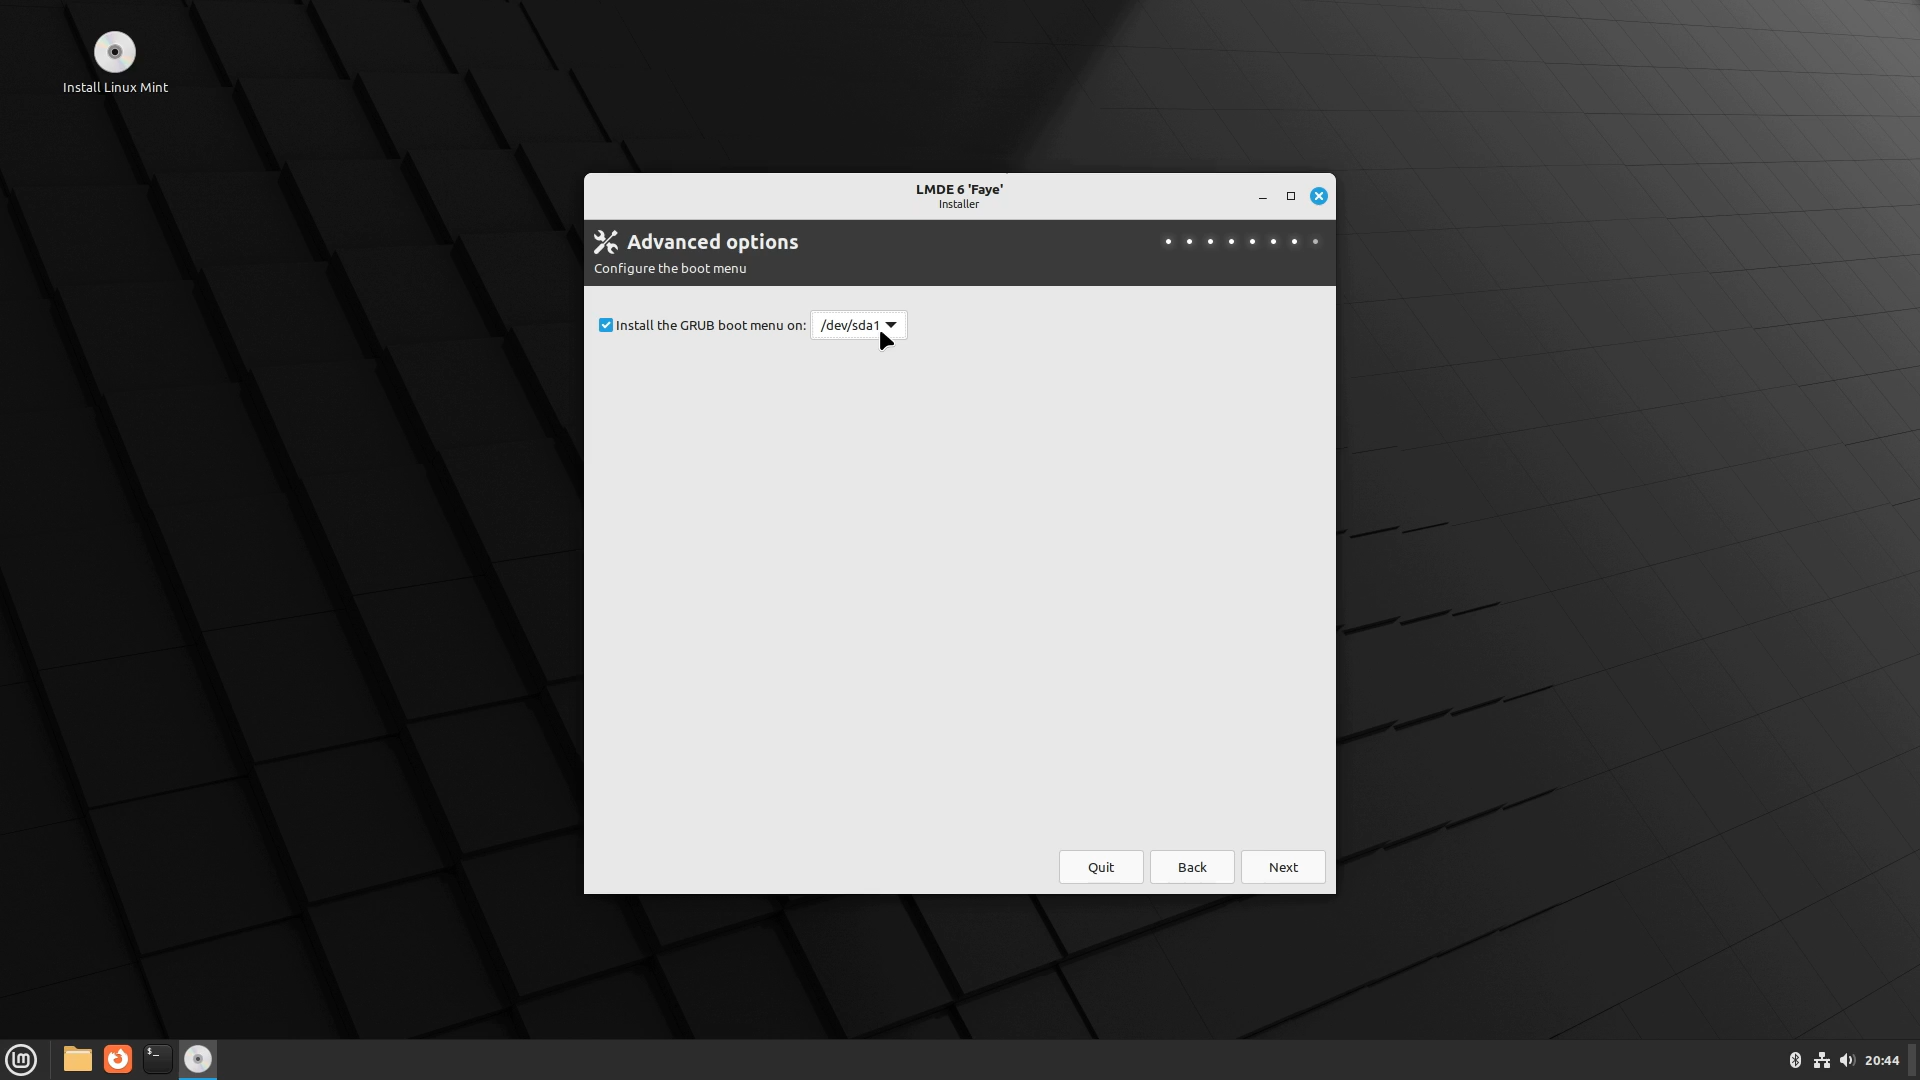 Install Linux Mint
LMDE 6 'Faye'
Installer
Advanced options
Configure the boot menu
Install the GRUB boot menu on: /dev/sda1
Quit Back Next
lm
$_
20:44